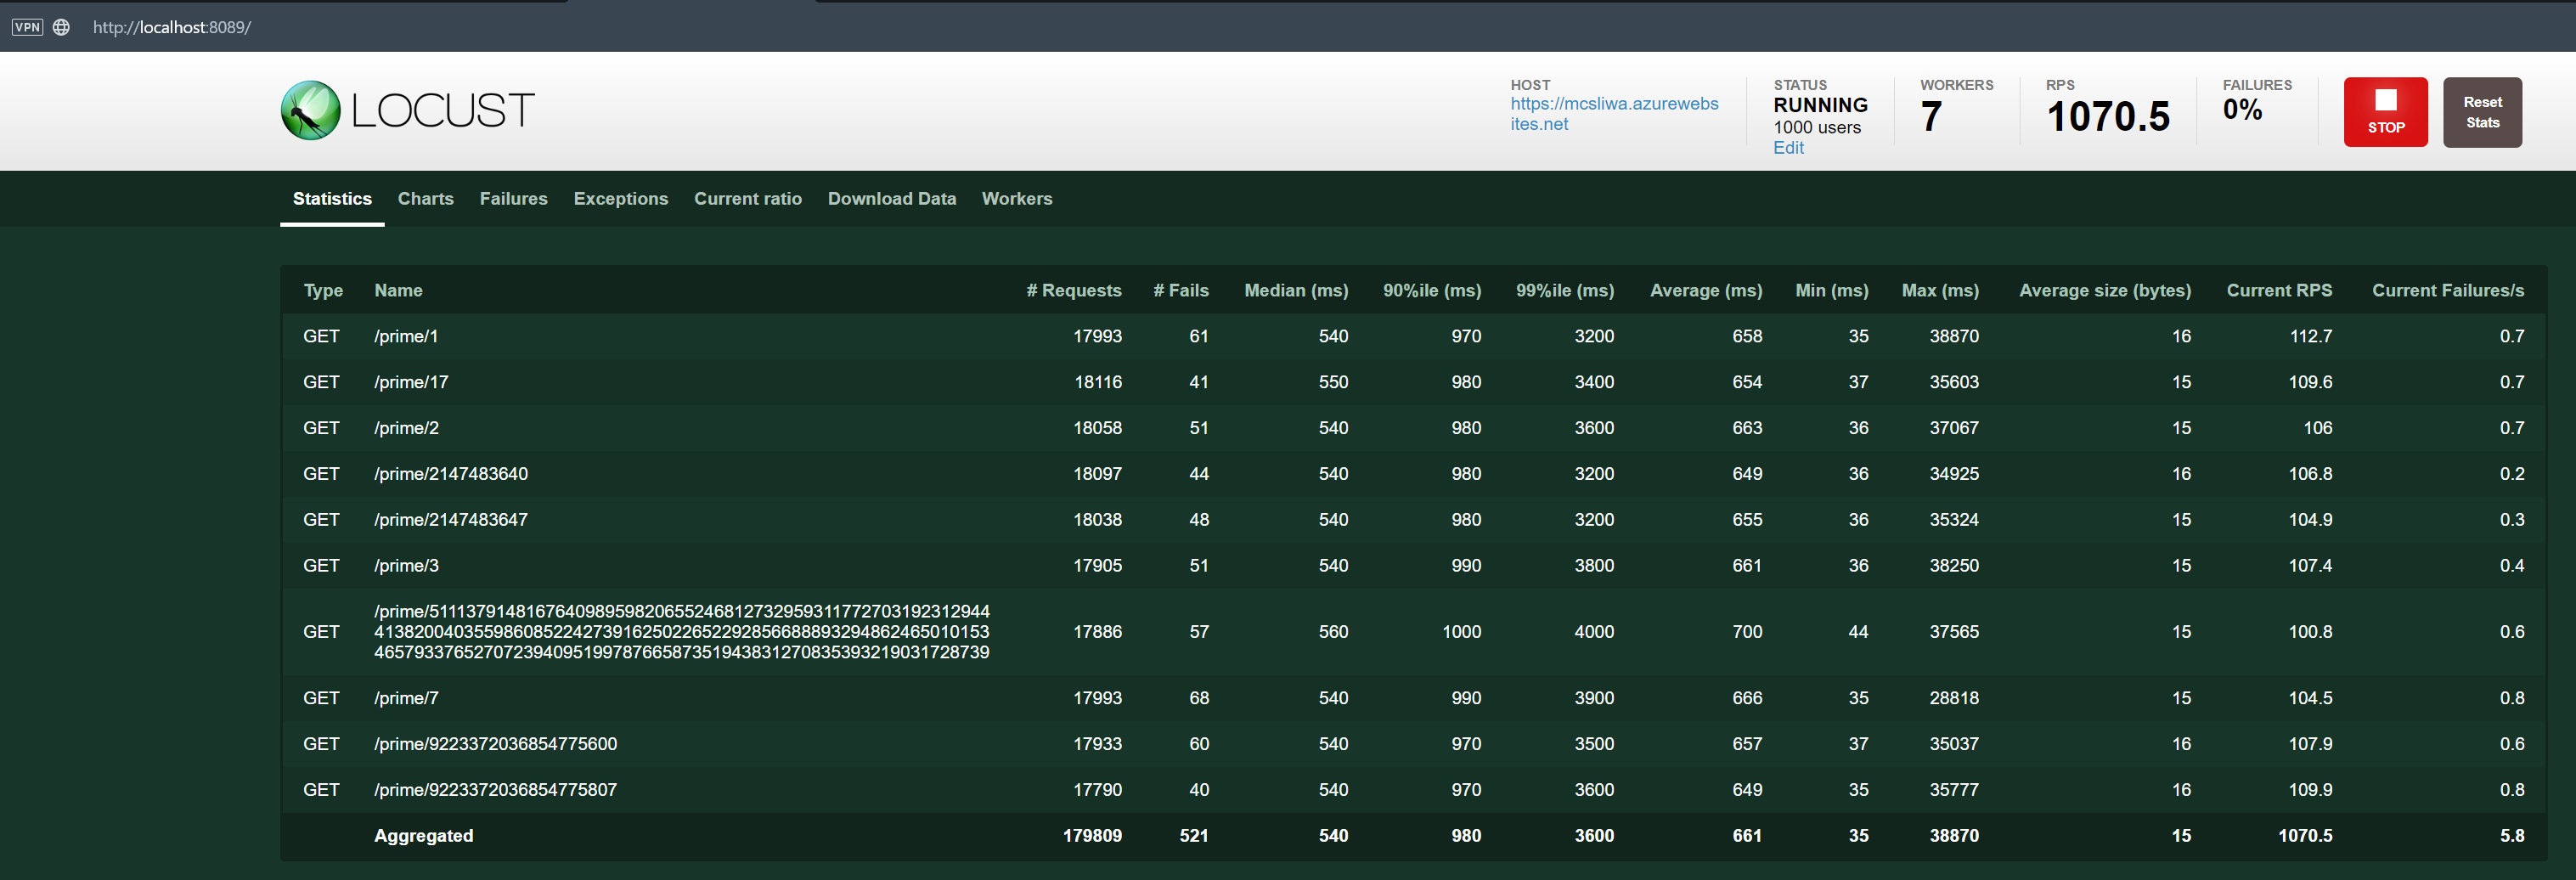 VPN http://localhost:8089/
LOCUST
HOST
https://mcsliwa.azurewebs
ites.net
STATUS
RUNNING
1000 users
Edit
WORKERS
7
RPS
1070.5
FAILURES
0%
STOP
Reset
Stats
Statistics Charts Failures Exceptions Current ratio Download Data Workers
Type Name # Requests # Fails Median (ms) 90%ile (ms) 99%ile (ms) Average (ms) Min (ms) Max (ms) Average size (bytes) Current RPS Current Failures/s
GET /prime/1 17993 61 540 970 3200 658 35 38870 16 112.7 0.7
GET /prime/17 18116 41 550 980 3400 654 37 35603 15 109.6 0.7
GET /prime/2 18058 51 540 980 3600 663 36 37067 15 106 0.7
GET /prime/2147483640 18097 44 540 980 3200 649 36 34925 16 106.8 0.2
GET /prime/2147483647 18038 48 540 980 3200 655 36 35324 15 104.9 0.3
GET /prime/3 17905 51 540 990 3800 661 36 38250 15 107.4 0.4
/prime/511137914816764098959820655246812732959311772703192312944
GET 413820040355986085224273916250226522928566888932948624650101​53 17886 57 560 1000 4000 700 44 37565 15 100.8 0.6
465793376527072394095199787665873519438312708353932190317287​39
GET /prime/7 17993 68 540 990 3900 666 35 28818 15 104.5 0.8
GET /prime/9223372036854775600 17933 60 540 970 3500 657 37 35037 16 107.9 0.6
GET /prime/9223372036854775807 17790 40 540 970 3600 649 35 35777 16 109.9 0.8
Aggregated 179809 521 540 980 3600 661 35 38870 15 1070.5 5.8